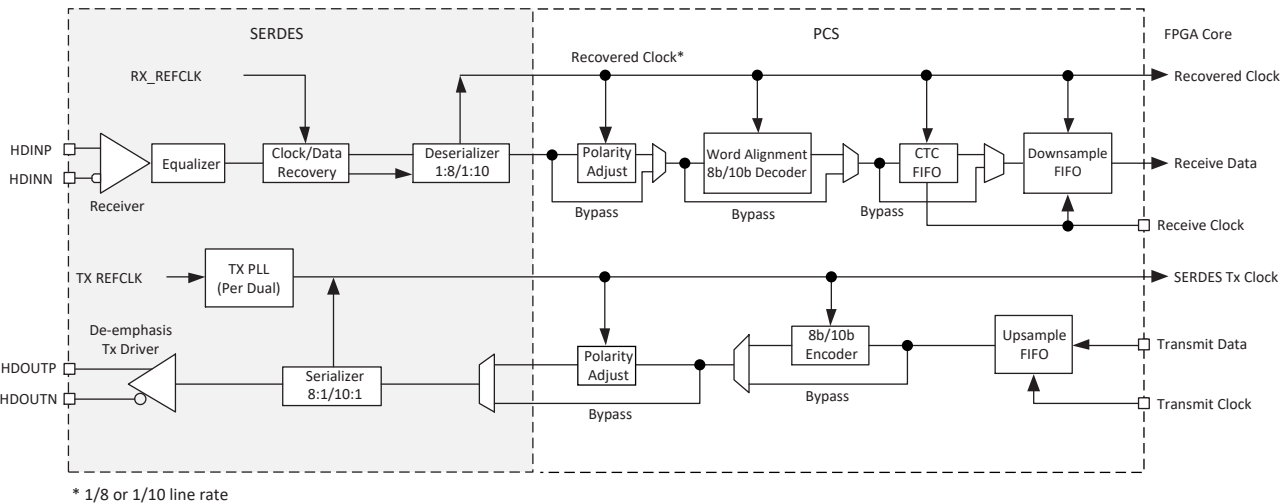 SERDES
PCS
FPGA Core
RX_REFCLK
Recovered Clock*
Recovered Clock
HDINP
HDINN
Receiver
Equalizer
Clock/Data
Recovery
Deserializer
1:8/1:10
Polarity
Adjust
Bypass
Word Alignment
8b/10b Decoder
Bypass
CTC
FIFO
Bypass
Downsample
FIFO
Receive Data
Receive Clock
TX REFCLK
TX PLL
(Per Dual)
SERDES Tx Clock
De-emphasis
Tx Driver
HDOUTP
HDOUTN
Serializer
8:1/10:1
Polarity
Adjust
Bypass
8b/10b
Encoder
Bypass
Upsample
FIFO
Transmit Data
Transmit Clock
* 1/8 or 1/10 line rate